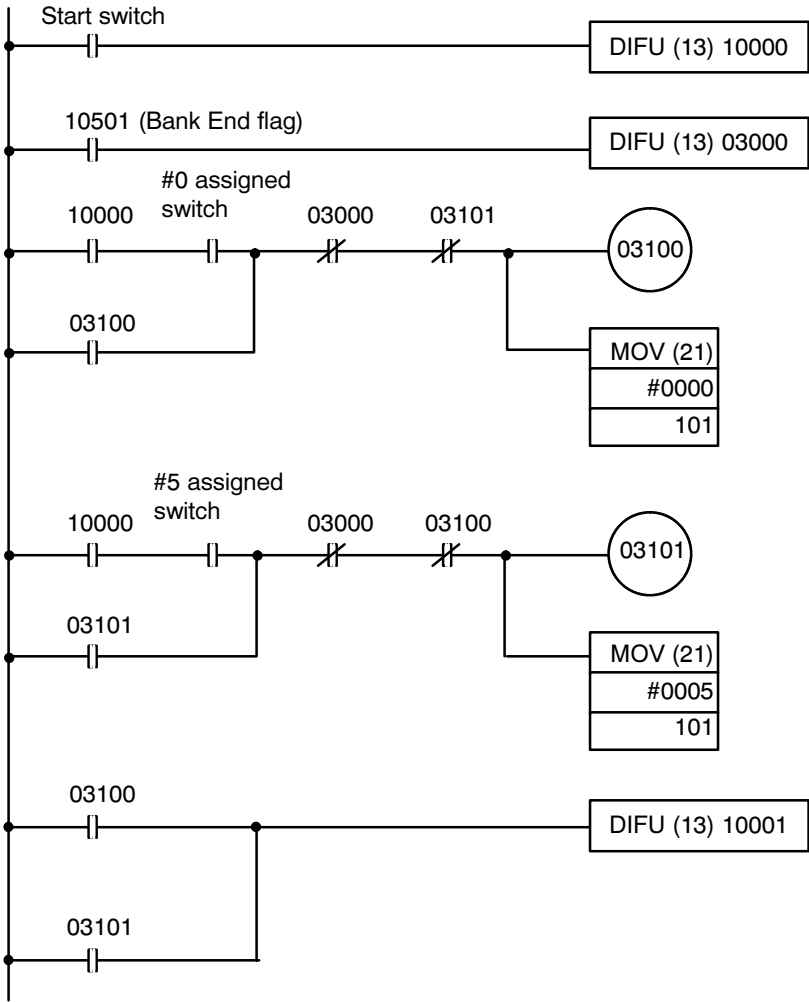 Start switch
DIFU (13) 10000
10501 (Bank End flag)
DIFU (13) 03000
#0 assigned
switch
10000
03000
03101
03100
03100
MOV (21)
#0000
101
#5 assigned
switch
10000
03000
03100
03101
03101
MOV (21)
#0005
101
03100
DIFU (13) 10001
03101